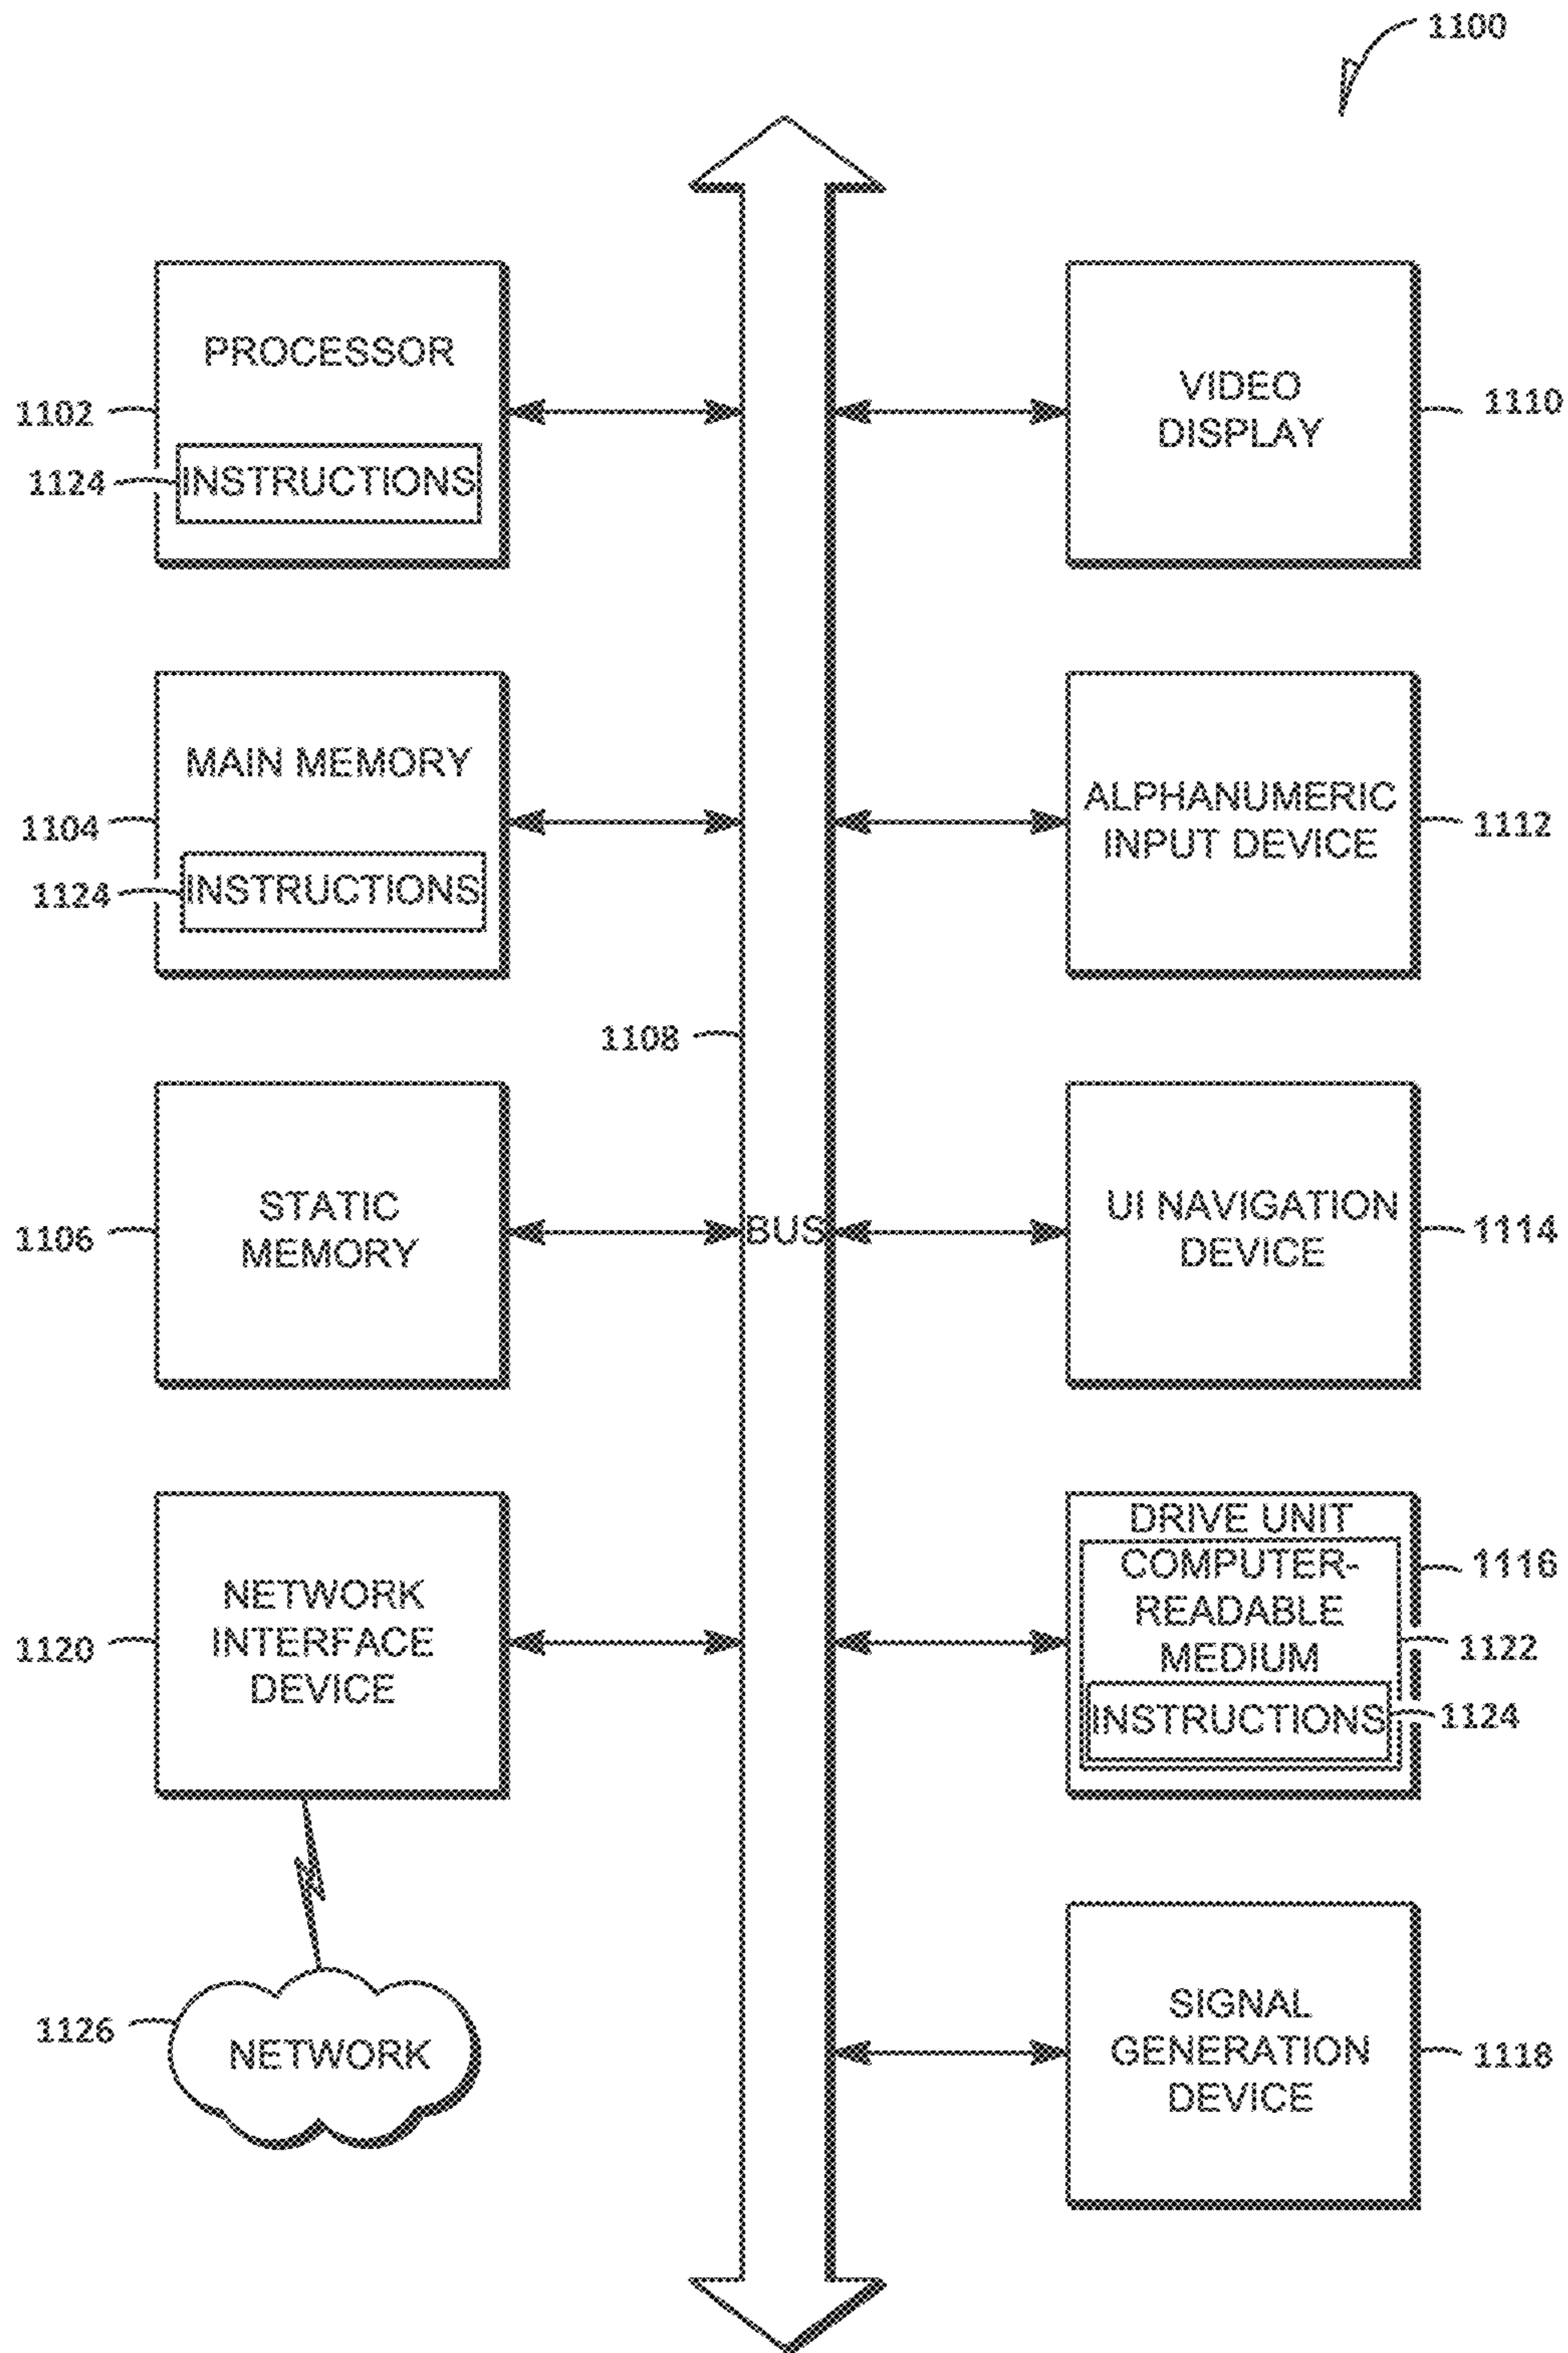 1100
PROCESSOR
1102
1124
INSTRUCTIONS
VIDEO
DISPLAY
1110
MAIN MEMORY
1104
1124
INSTRUCTIONS
ALPHANUMERIC
INPUT DEVICE
1112
1108
STATIC
MEMORY
1106
BUS
UI NAVIGATION
DEVICE
1114
NETWORK
INTERFACE
DEVICE
1120
DRIVE UNIT
COMPUTER-
READABLE
MEDIUM
1116
1122
INSTRUCTIONS
1124
1126
NETWORK
SIGNAL
GENERATION
DEVICE
1118